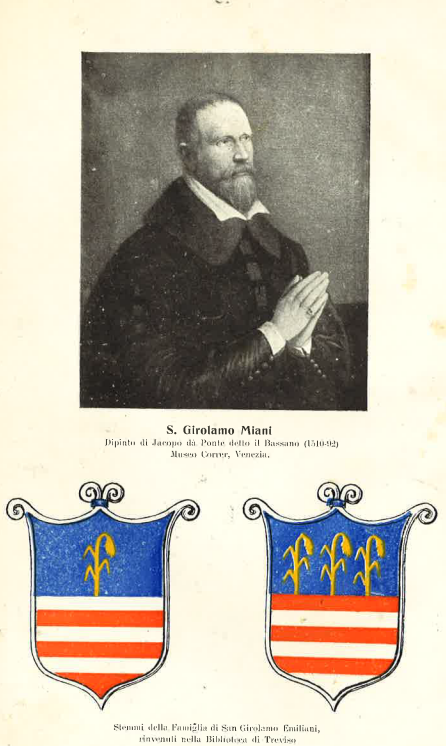 S. Girolamo Miani
Dipinto di Jacopo da Ponte detto il Bassano (1510-92)
Museo Correr, Venezia.
Stemmi della Famiglia di San Girolamo Emiliani,
rinvenuti nella Biblioteca di Treviso